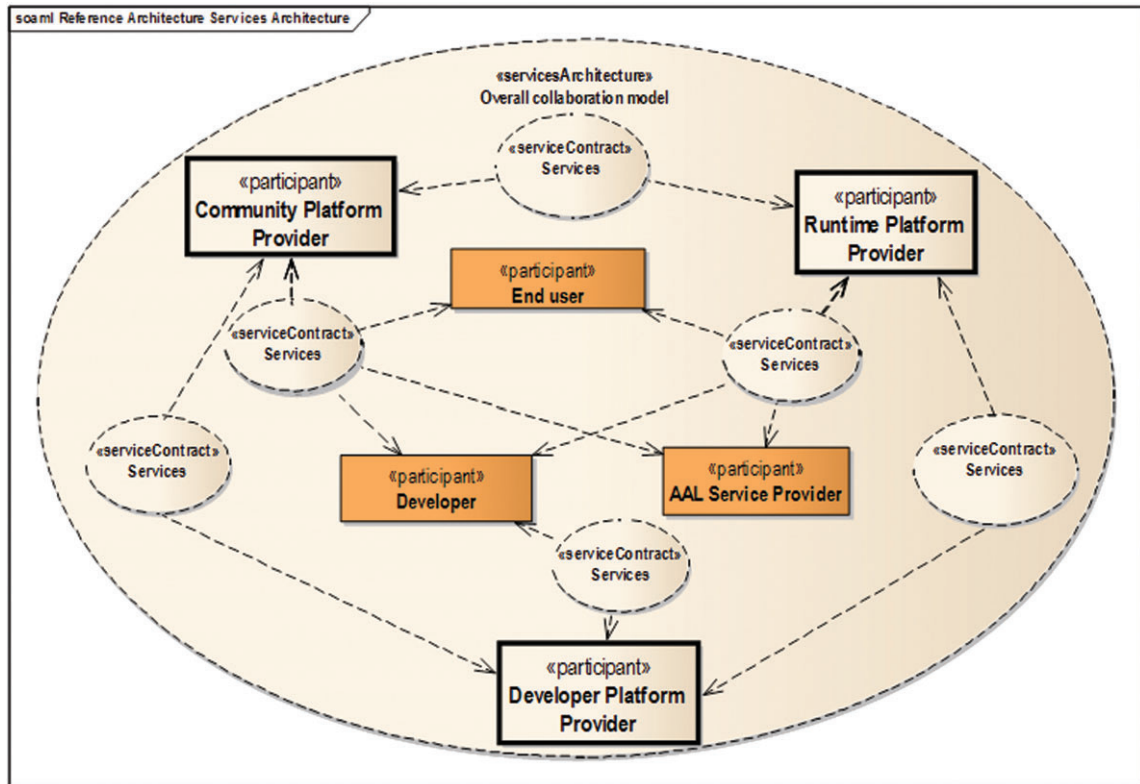 soaml Reference Architecture Services Architecture
«servicesArchitecture»
Overall collaboration model
«serviceContract»
Services
«participant»
Community Platform
Provider
«participant»
Runtime Platform
Provider
«participant»
End user
«serviceContract»
Services
«serviceContract»
Services
«serviceContract»
Services
«participant»
Developer
«participant»
AAL Service Provider
«serviceContract»
Services
«serviceContract»
Services
«participant»
Developer Platform
Provider